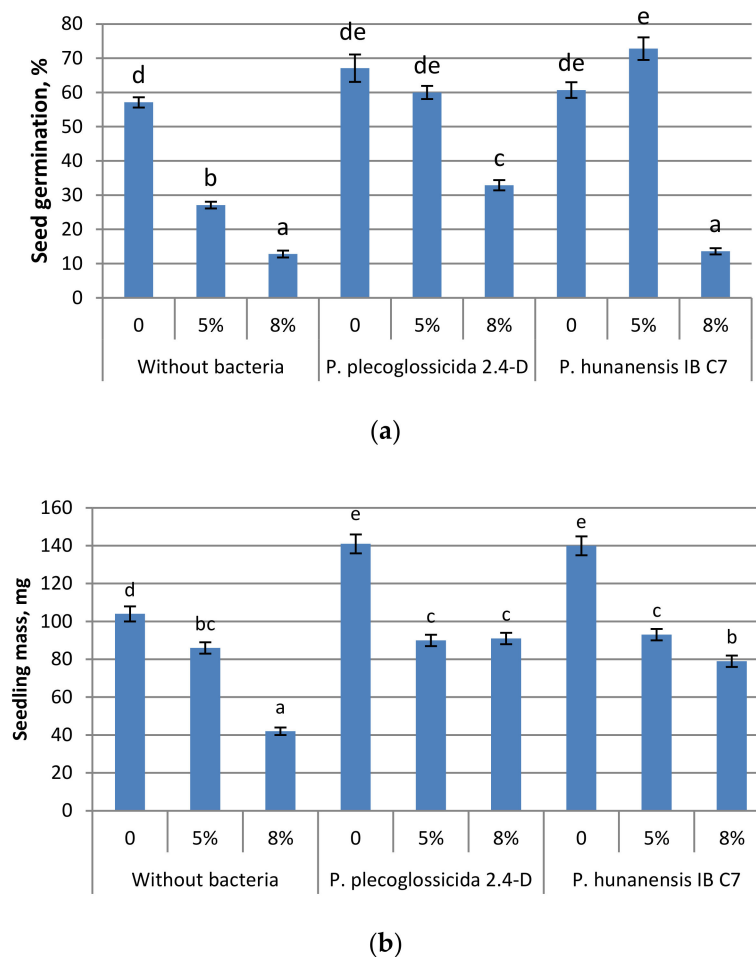 80
70
60
50
40
30
20
10
0
Seed germination, %
d
b
a
de
de
c
de
e
a
0 5% 8% 0 5% 8% 0 5% 8%
Without bacteria P. plecoglossicida 2.4-D P. hunanensis IB C7
(a)
160
140
120
100
80
60
40
20
0
Seedling mass, mg
d
bc
a
e
c
c
e
c
b
0 5% 8% 0 5% 8% 0 5% 8%
Without bacteria P. plecoglossicida 2.4-D P. hunanensis IB C7
(b)